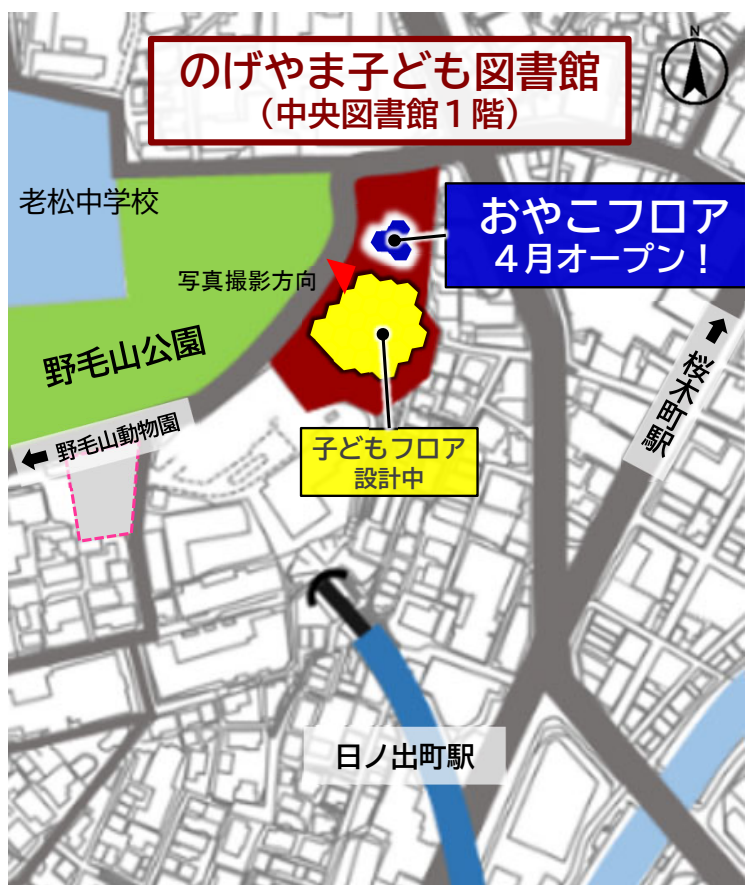 のげやま子ども図書館
（中央図書館１階）
N
老松中学校
おやこフロア
４月オープン！
写真撮影方向
野毛山公園
桜木町駅
野毛山動物園
子どもフロア
設計中
日ノ出町駅